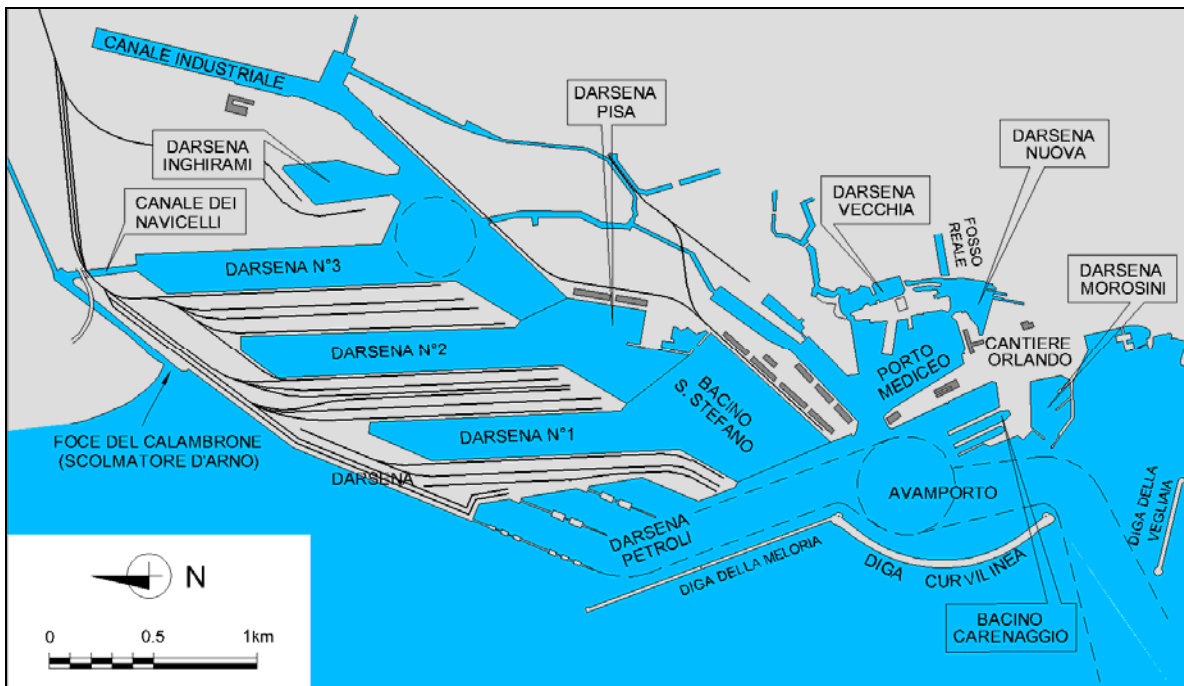 CANALE INDUSTRIALE
DARSENA
PISA
DARSENA
INGHIRAMI
DARSENA
NUOVA
DARSENA
VECCHIA
CANALE DEI
NAVICELLI
FOSSO
REALE
DARSENA
MOROSINI
DARSENA N°3
DARSENA N°2
CANTIERE
ORLANDO
PORTO
MEDICEO
BACINO
S. STEFANO
DARSENA N°1
FOCE DEL CALAMBRONE
(SCOLMATORE D'ARNO)
DARSENA
AVAMPORTO
DIGA DELLA
VEGLIAIA
DARSENA
PETROLI
DIGA DELLA MELORIA
DIGA CURVILINEA
BACINO
CARENAGGIO
N
0 0.5 1km